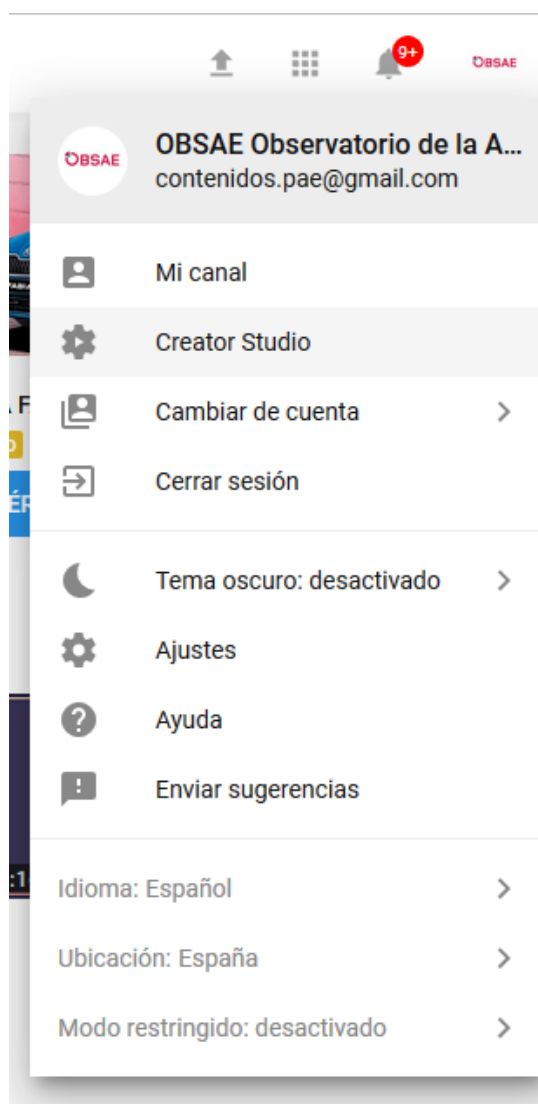 9+
OBSAE
OBSAE
OBSAE Observatorio de la A...
contenidos.pae@gmail.com
Mi canal
Creator Studio
Cambiar de cuenta
Cerrar sesión
Tema oscuro: desactivado
Ajustes
Ayuda
Enviar sugerencias
Idioma: Español
Ubicación: España
Modo restringido: desactivado